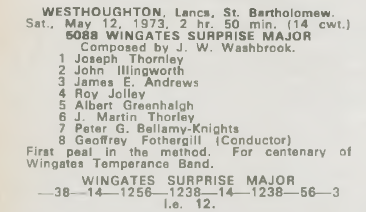 WESTHOUGHTON, Lancs, St. Bartholomew.
Sat., May 12, 1973, 2 hr. 50 min. (14 cwt.)
5088 WINGATES SURPRISE MAJOR
Composed by J. W. Washbrook.
1 Joseph Thornley
2 John Illingworth
3 James E. Andrews
4 Roy Jolley
5 Albert Greenhalgh
6 J. Martin Thorley
7 Peter G. Bellamy-Knights
8 Geoffrey Fothergill (Conductor)
First peal in the method. For centenary of
Wingates Temperance Band.
WINGATES SURPRISE MAJOR
—38—14—1256—1238—14—1238—56—3
l.e. 12.